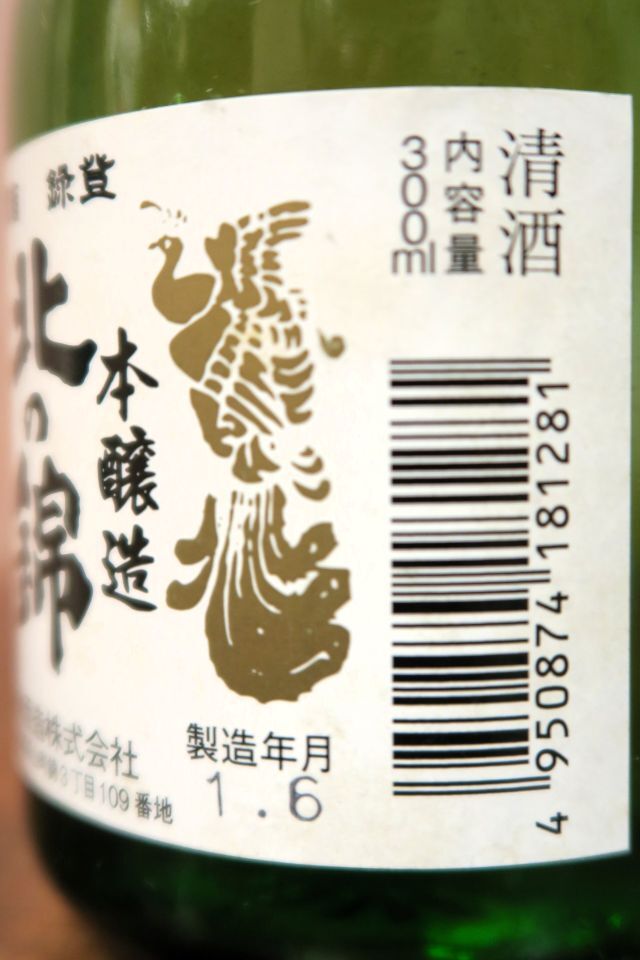 清酒
内容量
300ml
登録
北の錦
本醸造
製造年月
1.6
株式会社
3丁目109番地
4950874181281